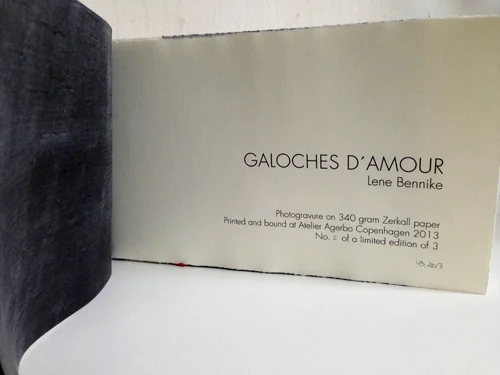 GALOCHES D´AMOUR
Lene Bennike
Photogravure on 340 gram Zerkall paper
Printed and bound at Atelier Agerbo Copenhagen 2013
No. of a limited edition of 3